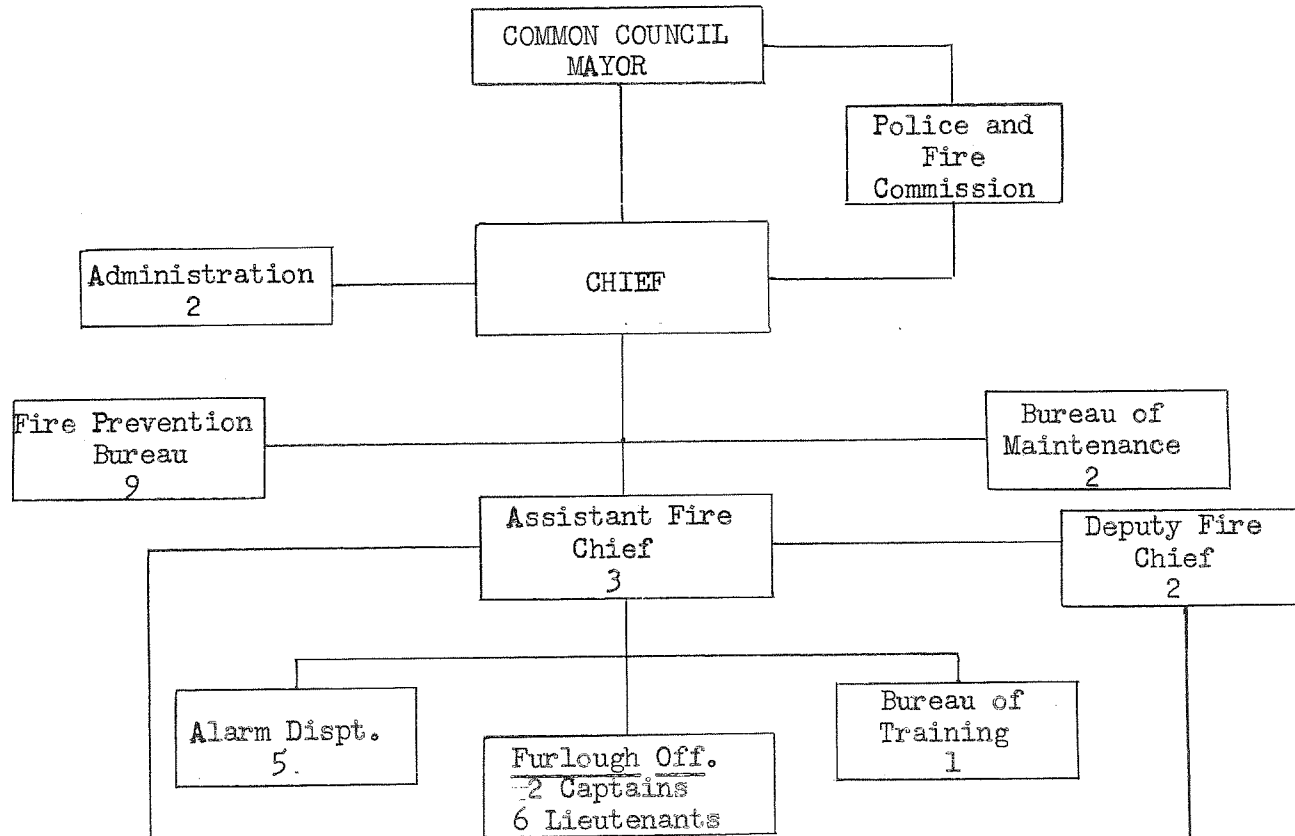 COMMON COUNCIL
MAYOR
Police and
Fire
Commission
Administration
2
CHIEF
Fire Prevention
Bureau
9
Bureau of
Maintenance
2
Assistant Fire
Chief
3
Deputy Fire
Chief
2
Alarm Dispt.
5.
Furlough Off.
2 Captains
6 Lieutenants
Bureau of
Training
1